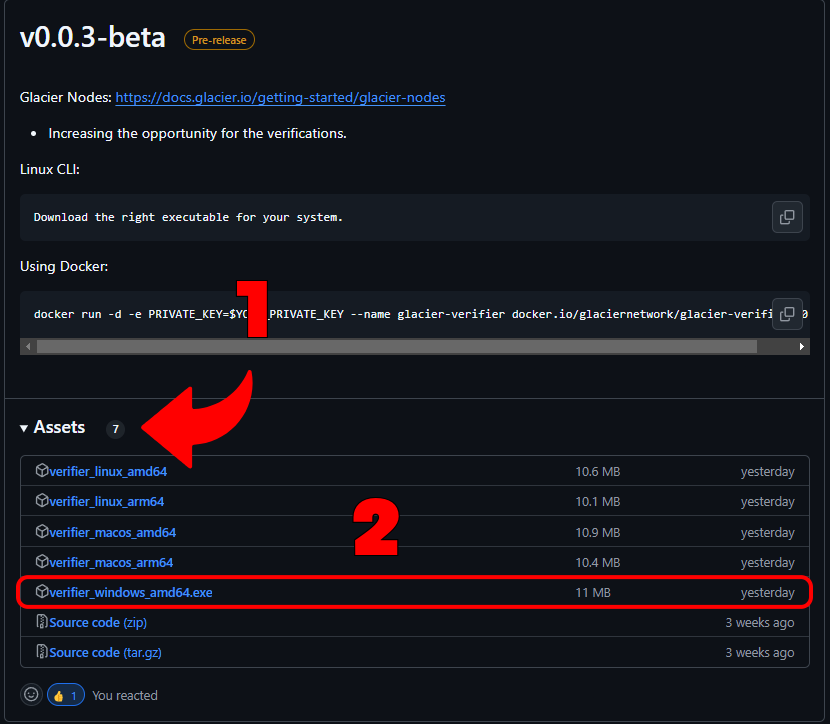 v0.0.3-beta Pre-release
Glacier Nodes: https://docs.glacier.io/getting-started/glacier-nodes
• Increasing the opportunity for the verifications.
Linux CLI:
Download the right executable for your system.
Using Docker:
1
docker run -d -e PRIVATE_KEY=$YO PRIVATE_KEY --name glacier-verifier docker.io/glaciernetwork/glacier-verifi
Assets 7
verifier_linux_amd64 10.6 MB yesterday
verifier_linux_arm64 10.1 MB yesterday
2
verifier_macos_amd64 10.9 MB yesterday
verifier_macos_arm64 10.4 MB yesterday
verifier_windows_amd64.exe 11 MB yesterday
Source code (zip) 3 weeks ago
Source code (tar.gz) 3 weeks ago
👍 1 You reacted